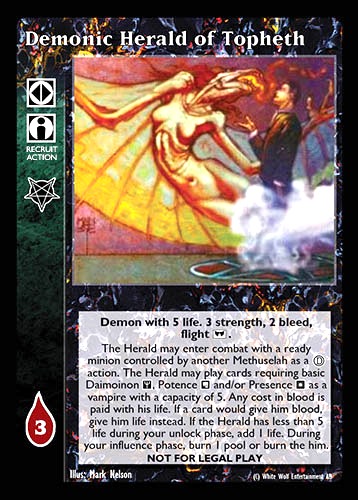 Demonic Herald of Topheth
RECRUIT
ACTION
Demon with 5 life. 3 strength, 2 bleed,
flight .
The Herald may enter combat with a ready
minion controlled by another Methuselah as a Ⓓ
action. The Herald may play cards requiring basic
Daimoinon , Potence and/or Presence as a
vampire with a capacity of 5. Any cost in blood is
paid with his life. If a card would give him blood,
give him life instead. If the Herald has less than 5
life during your unlock phase, add 1 life. During
your influence phase, burn 1 pool or burn the him.
NOT FOR LEGAL PLAY
3
Illus: Mark Nelson